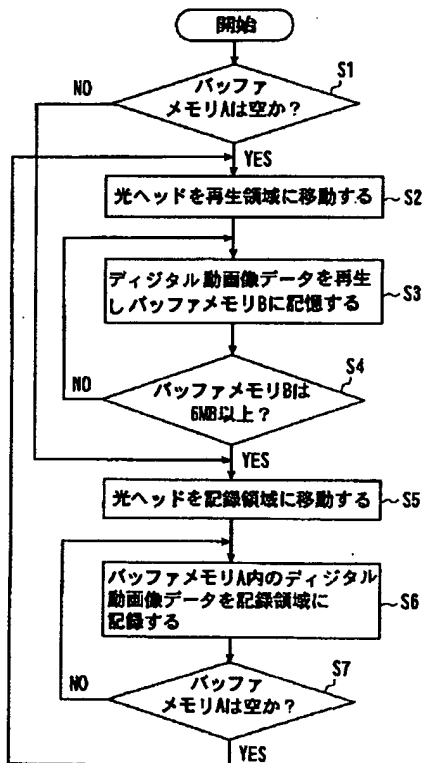 開始
バッファ
メモリAは空か？
S1
NO
YES
光ヘッドを再生領域に移動する
S2
ディジタル動画像データを再生
しバッファメモリBに記憶する
S3
バッファメモリBは
6MB以上？
S4
NO
YES
光ヘッドを記録領域に移動する
S5
バッファメモリA内のディジタル
動画像データを記録領域に
記録する
S6
バッファ
メモリAは空か？
S7
NO
YES